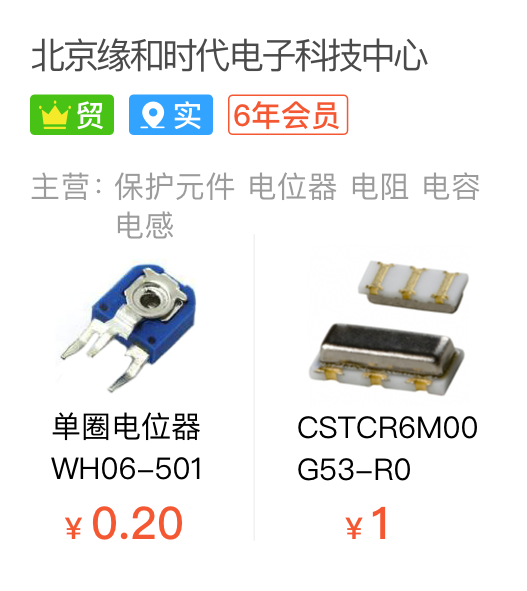 北京缘和时代电子科技中心
贸 实 6年会员
主营：保护元件 电位器 电阻 电容
电感
单圈电位器
WH06-501
¥ 0.20
CSTCR6M00
G53-R0
¥ 1